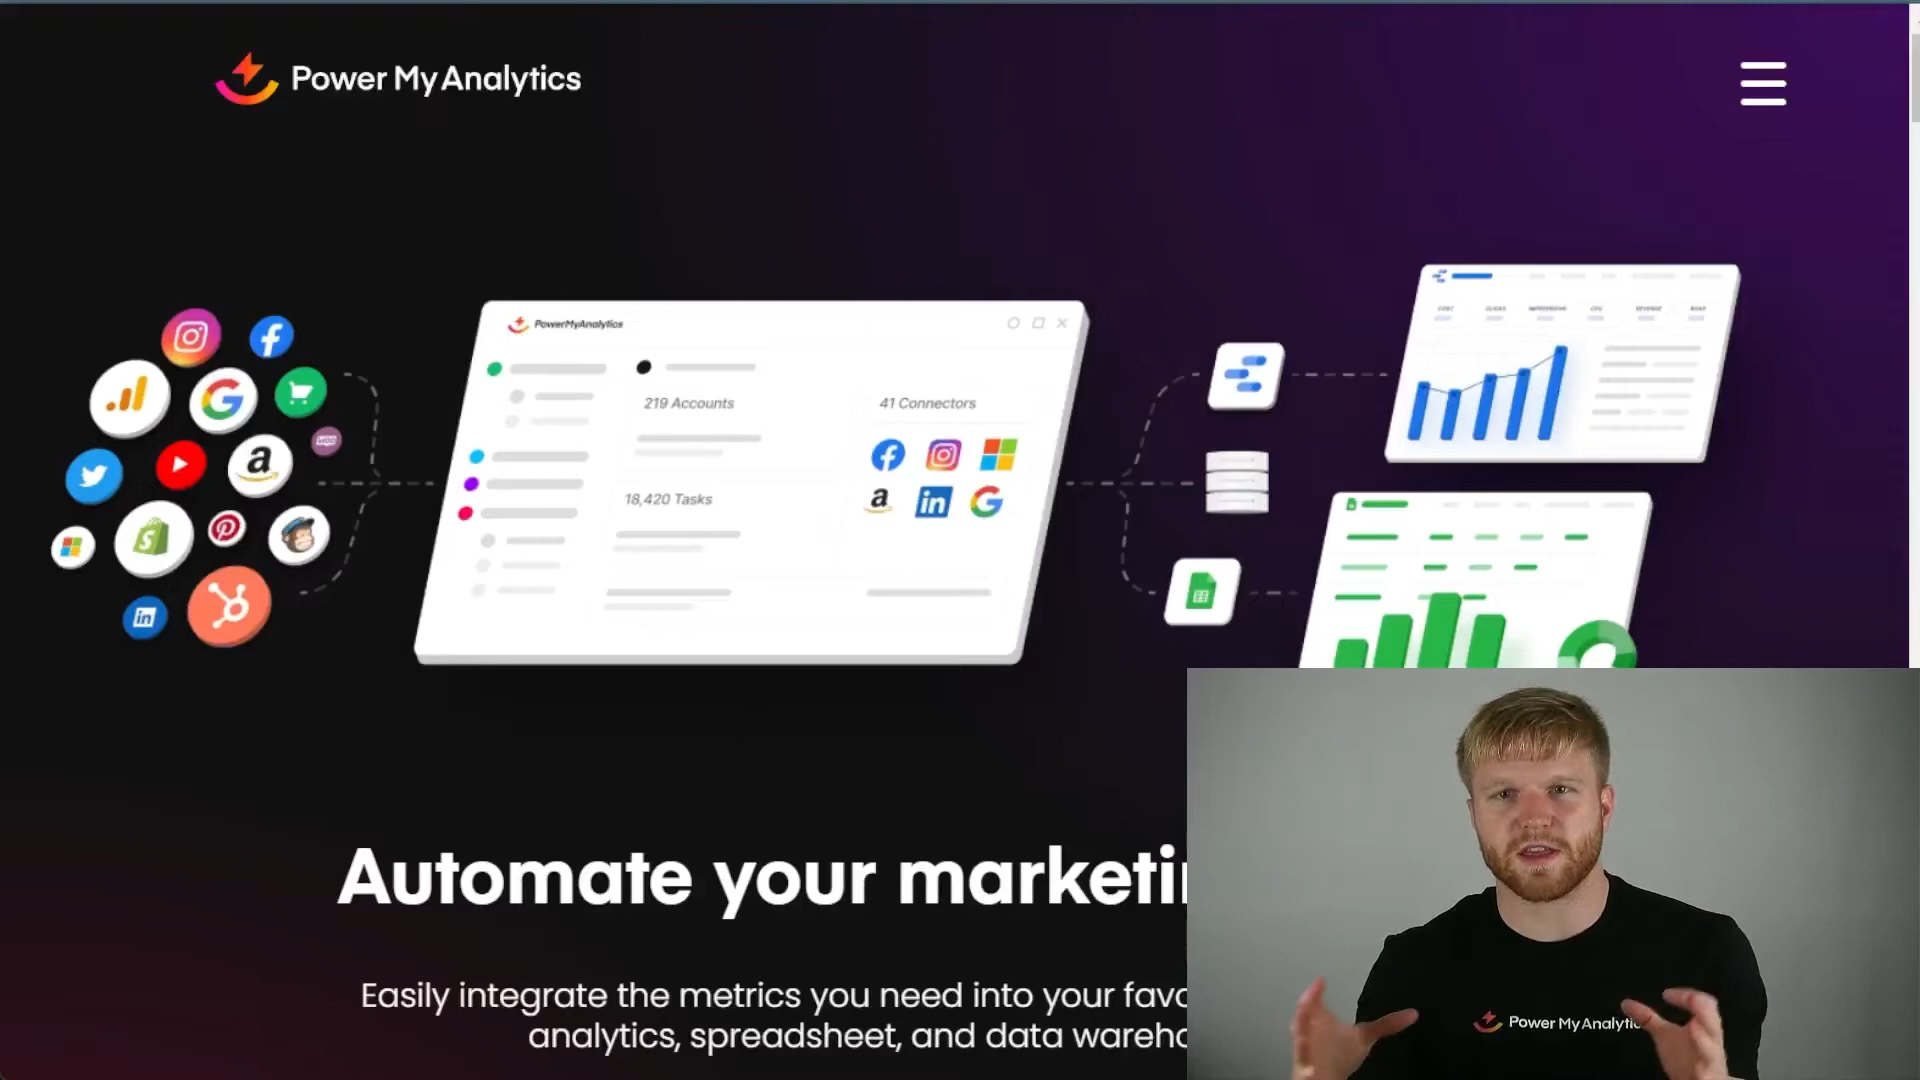 Power My Analytics
PowerMyAnalytics
219 Accounts
41 Connectors
18,420 Tasks
Automate your marketi
Easily integrate the metrics you need into your favo
analytics, spreadsheet, and data wareho
Power My Analytic